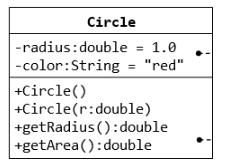 Circle
-radius:double = 1.0
-color:String = "red"
+Circle()
+Circle(r:double)
+getRadius():double
+getArea():double